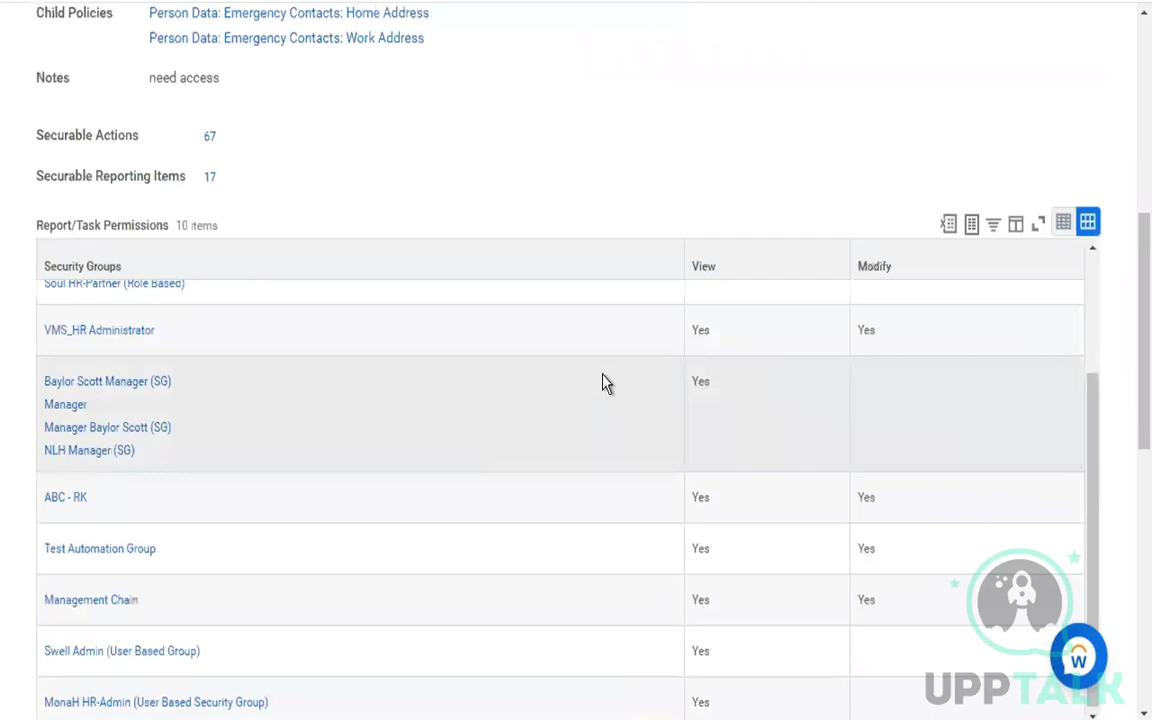 Child Policies Person Data: Emergency Contacts: Home Address
Person Data: Emergency Contacts: Work Address
Notes need access
Securable Actions 67
Securable Reporting Items 17
Report/Task Permissions 10 items
Security Groups View Modify
Soul HR-Partner (Role Based)
VMS_HR Administrator Yes Yes
Baylor Scott Manager (SG) Yes
Manager
Manager Baylor Scott (SG)
NLH Manager (SG)
ABC - RK Yes Yes
Test Automation Group Yes Yes
Management Chain Yes Yes
Swell Admin (User Based Group) Yes
MonaH HR-Admin (User Based Security Group) Yes
W
UPPTALK